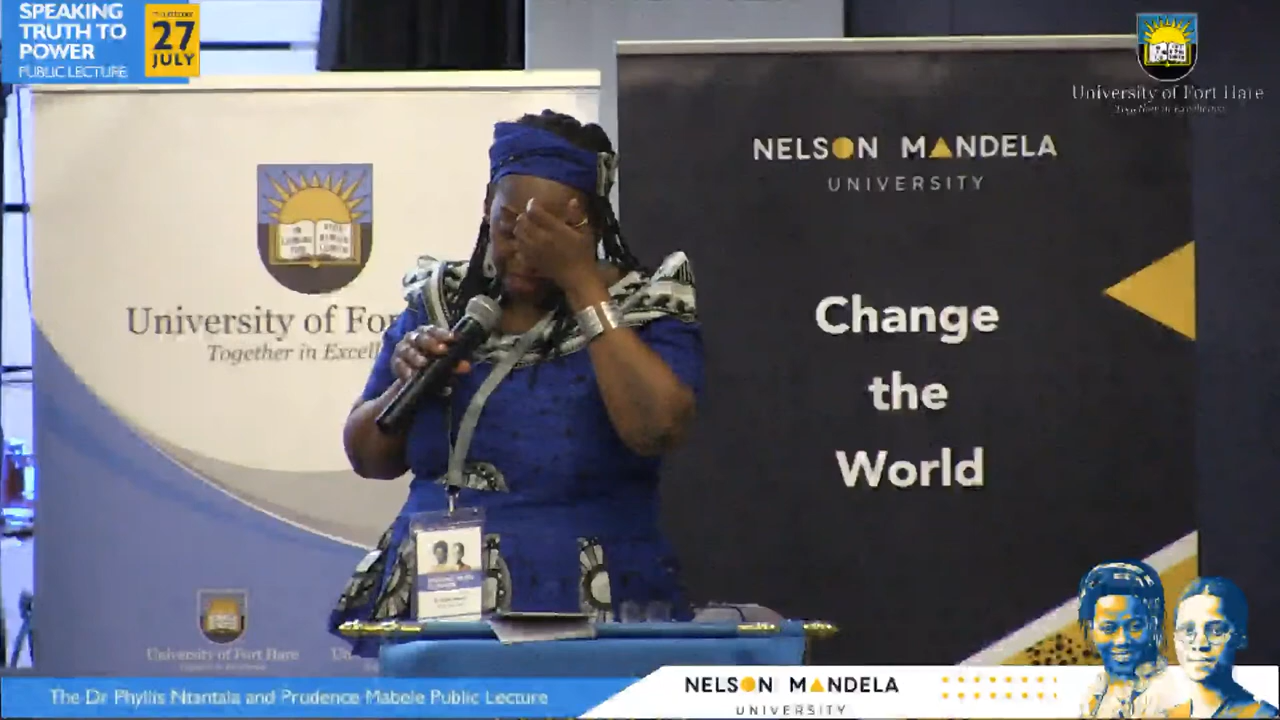 SPEAKING
TRUTH TO
POWER
PUBLIC LECTURE
27
JULY
University of Fort Hare
Together in Excellence
NELSON MANDELA
UNIVERSITY
University of For
Together in Excell
Change
the
World
University of Fort Hare
The Dr Phyllis Ntantala and Prudence Mabele Public Lecture
NELSON MANDELA
UNIVERSITY